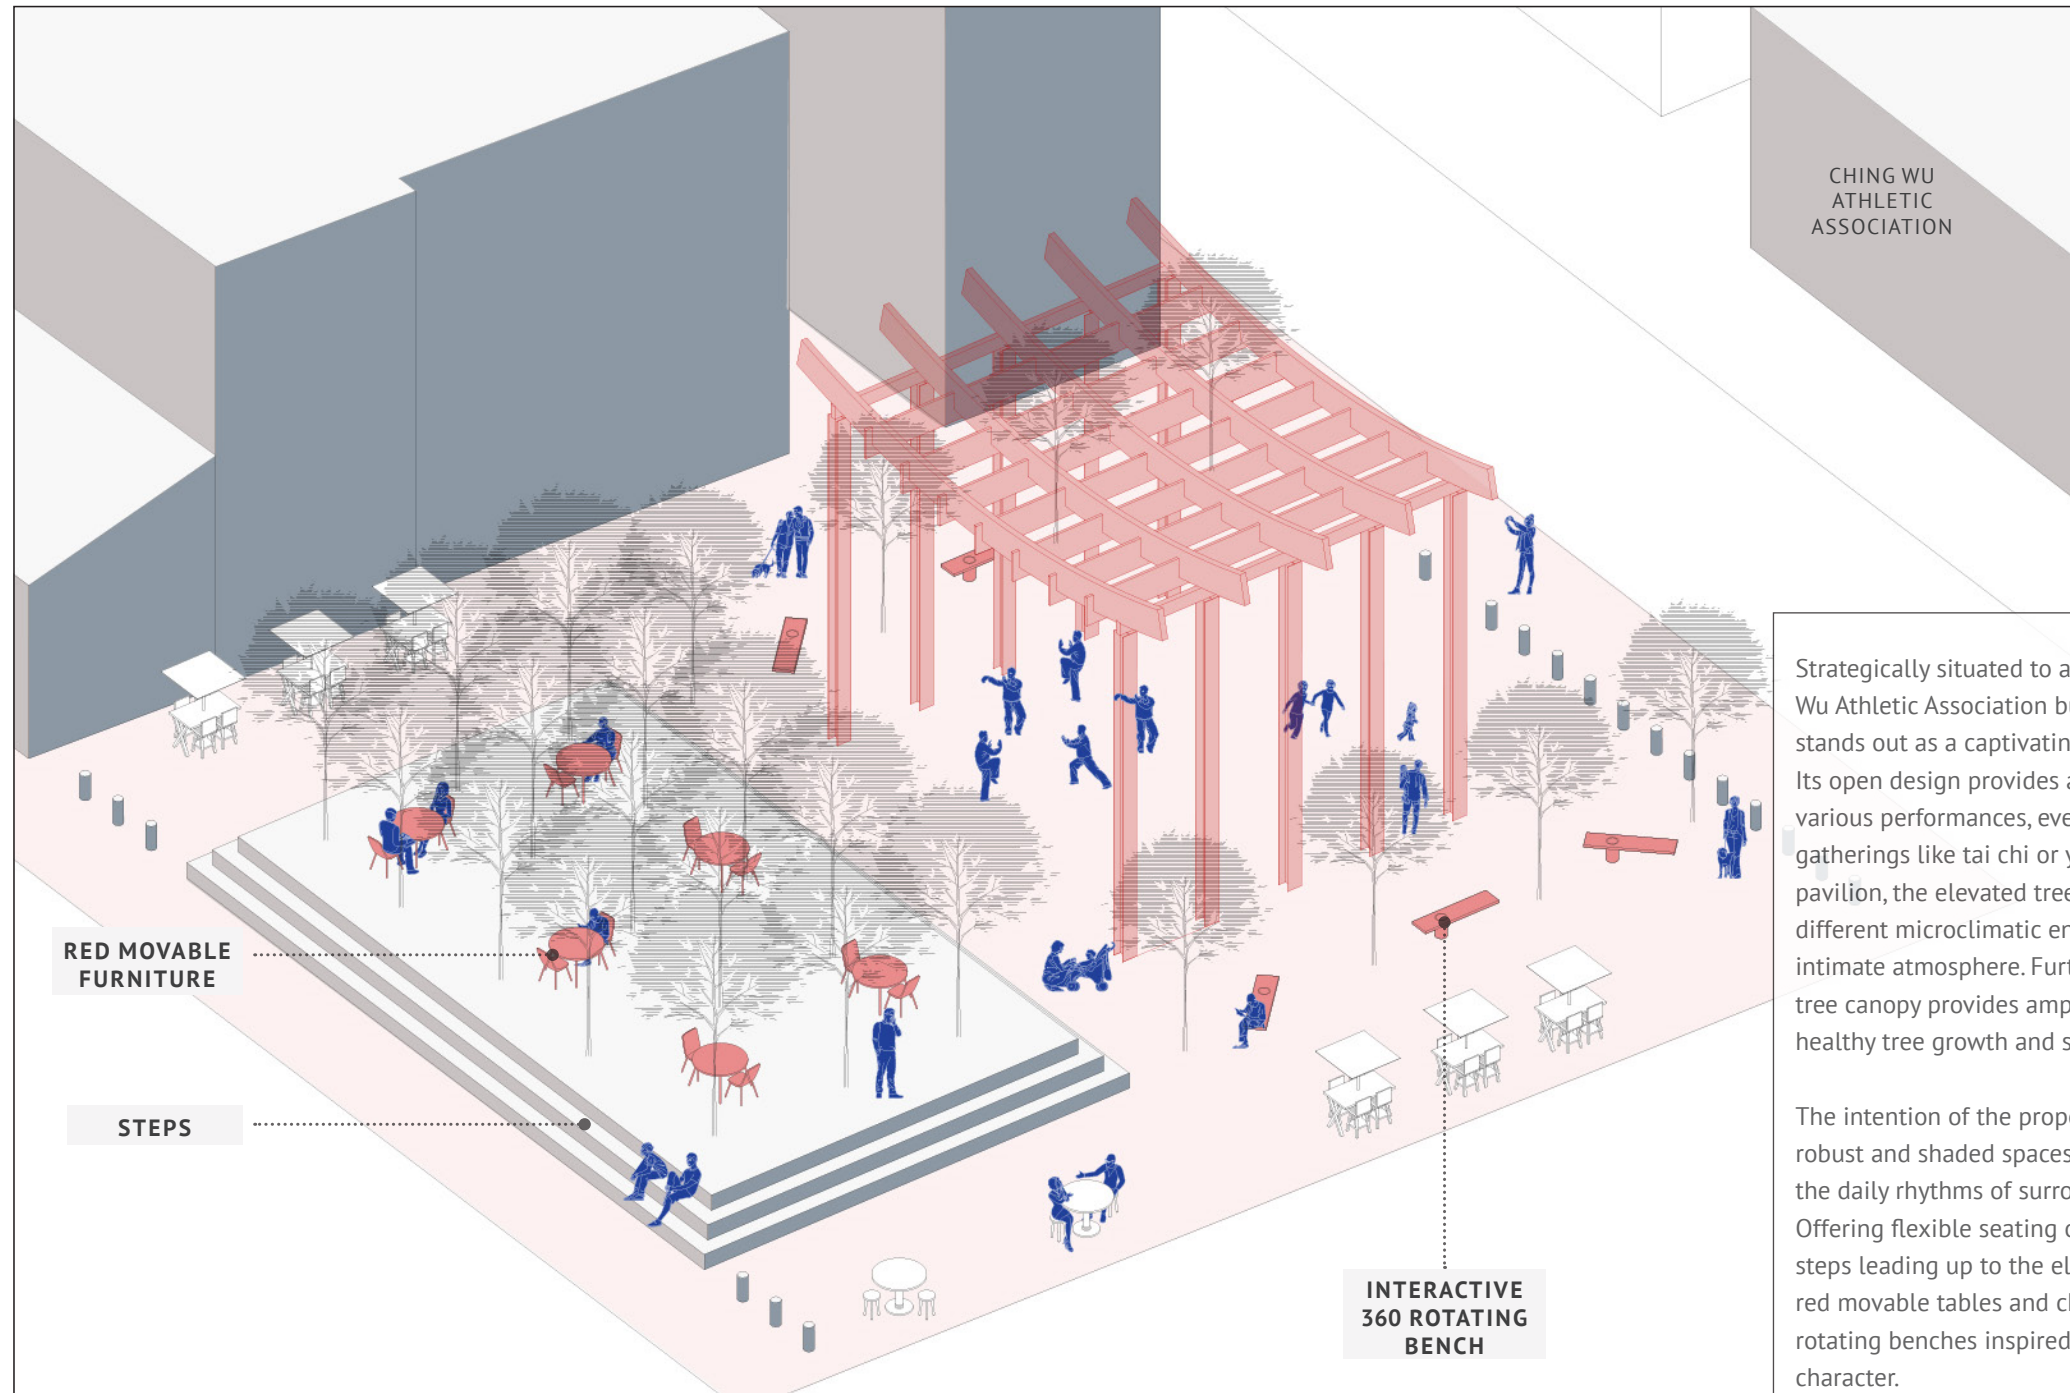 CHING WU
ATHLETIC
ASSOCIATION
RED MOVABLE
FURNITURE
STEPS
INTERACTIVE
360 ROTATING
BENCH
Strategically situated to a
Wu Athletic Association b
stands out as a captivatin
Its open design provides a
various performances, eve
gatherings like tai chi or y
pavilion, the elevated tree
different microclimatic en
intimate atmosphere. Furt
tree canopy provides amp
healthy tree growth and s
The intention of the prop
robust and shaded spaces
the daily rhythms of surro
Offering flexible seating o
steps leading up to the el
red movable tables and c
rotating benches inspired
character.